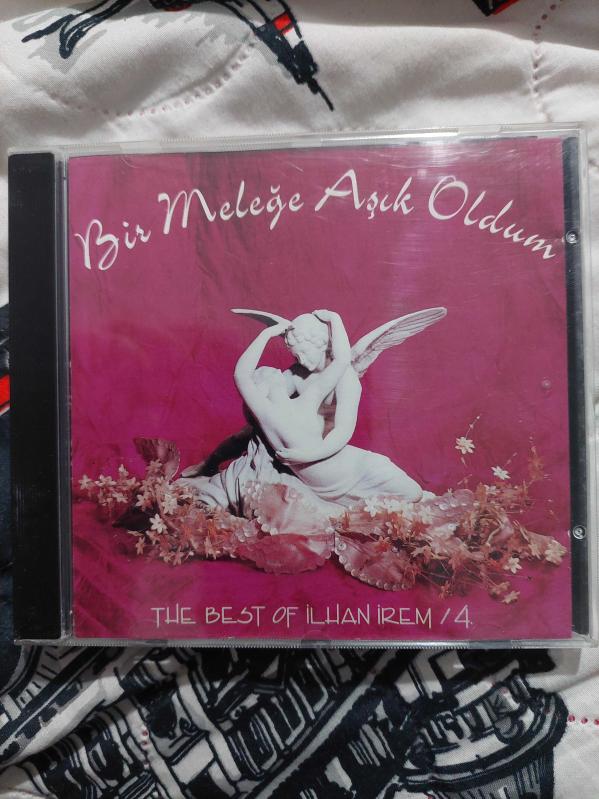 Bir Meleğe Aşık Oldum
THE BEST OF İLHAN İREM / 4.